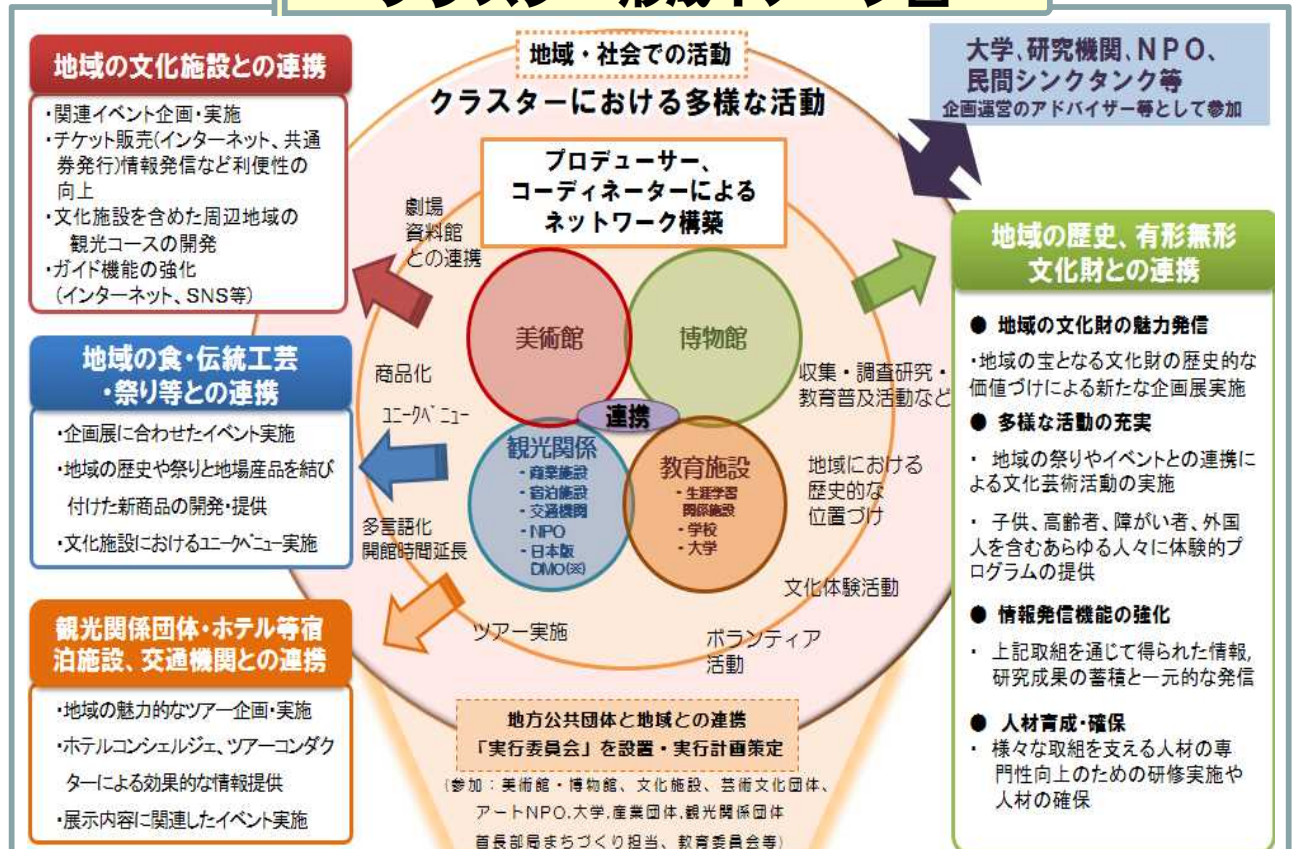 クラスター形成イメージ図
地域の文化施設との連携
・関連イベント企画・実施
・チケット販売(インターネット、共通
券発行)情報発信など利便性の
向上
・文化施設を含めた周辺地域の
観光コースの開発
・ガイド機能の強化
(インターネット、SNS等)
地域の食・伝統工芸
・祭り等との連携
・企画展に合わせたイベント実施
・地域の歴史や祭りと地場産品を結び
付けた新商品の開発・提供
・文化施設におけるユニークベニュー実施
観光関係団体・ホテル等宿
泊施設、交通機関との連携
・地域の魅力的なツアー企画・実施
・ホテルコンシェルジェ、ツアーコンダク
ターによる効果的な情報提供
・展示内容に関連したイベント実施
地域・社会での活動
クラスターにおける多様な活動
プロデューサー、
コーディネーターによる
ネットワーク構築
劇場
資料館
との連携
商品化
ユニークベニュー
多言語化
開館時間延長
ツアー実施
美術館
博物館
連携
観光関係
・商業施設
・宿泊施設
・交通機関
・NPO
・日本版
DMO(※)
教育施設
・生涯学習
関係施設
・学校
・大学
収集・調査研究・
教育普及活動など
地域における
歴史的な
位置づけ
文化体験活動
ボランティア
活動
地方公共団体と地域との連携
「実行委員会」を設置・実行計画策定
(参加：美術館・博物館、文化施設、芸術文化団体、
アートNPO,大学,産業団体,観光関係団体
首長部局まちづくり担当、教育委員会等)
大学、研究機関、NPO、
民間シンクタンク等
企画運営のアドバイザー等として参加
地域の歴史、有形無形
文化財との連携
● 地域の文化財の魅力発信
・地域の宝となる文化財の歴史的な
価値づけによる新たな企画展実施
● 多様な活動の充実
・ 地域の祭りやイベントとの連携に
よる文化芸術活動の実施
・ 子供、高齢者、障がい者、外国
人を含むあらゆる人々に体験的プ
ログラムの提供
● 情報発信機能の強化
・ 上記取組を通じて得られた情報,
研究成果の蓄積と一元的な発信
● 人材育成・確保
・ 様々な取組を支える人材の専
門性向上のための研修実施や
人材の確保